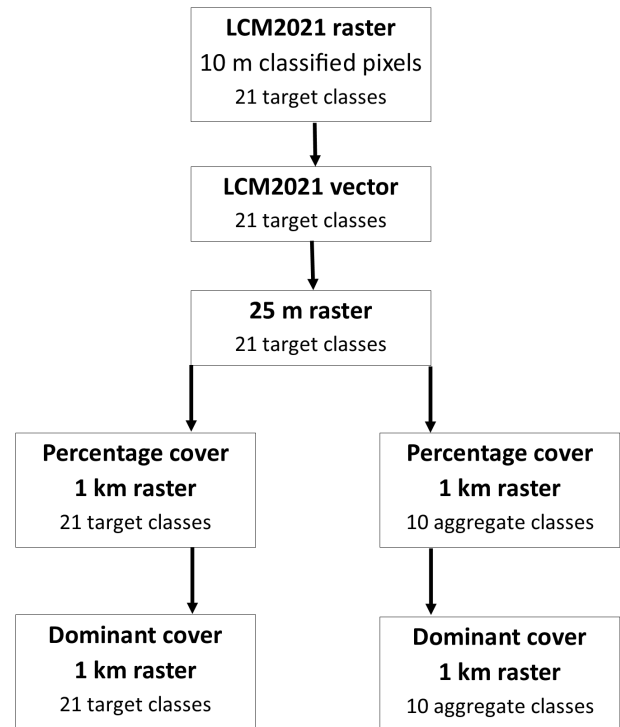 LCM2021 raster
10 m classified pixels
21 target classes
LCM2021 vector
21 target classes
25 m raster
21 target classes
Percentage cover
1 km raster
21 target classes
Percentage cover
1 km raster
10 aggregate classes
Dominant cover
1 km raster
21 target classes
Dominant cover
1 km raster
10 aggregate classes